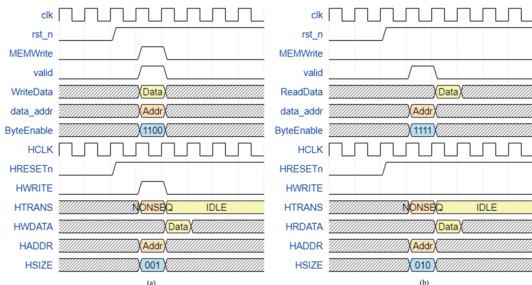 clk
rst_n
MEMWrite
valid
WriteData Data
data_addr Addr
ByteEnable 1100
HCLK
HRESETn
HWRITE
HTRANS NONSEQ IDLE
HWDATA Data
HADDR Addr
HSIZE 001
(a)
clk
rst_n
MEMWrite
valid
ReadData Data
data_addr Addr
ByteEnable 1111
HCLK
HRESETn
HWRITE
HTRANS NONSEQ IDLE
HRDATA Data
HADDR Addr
HSIZE 010
(b)